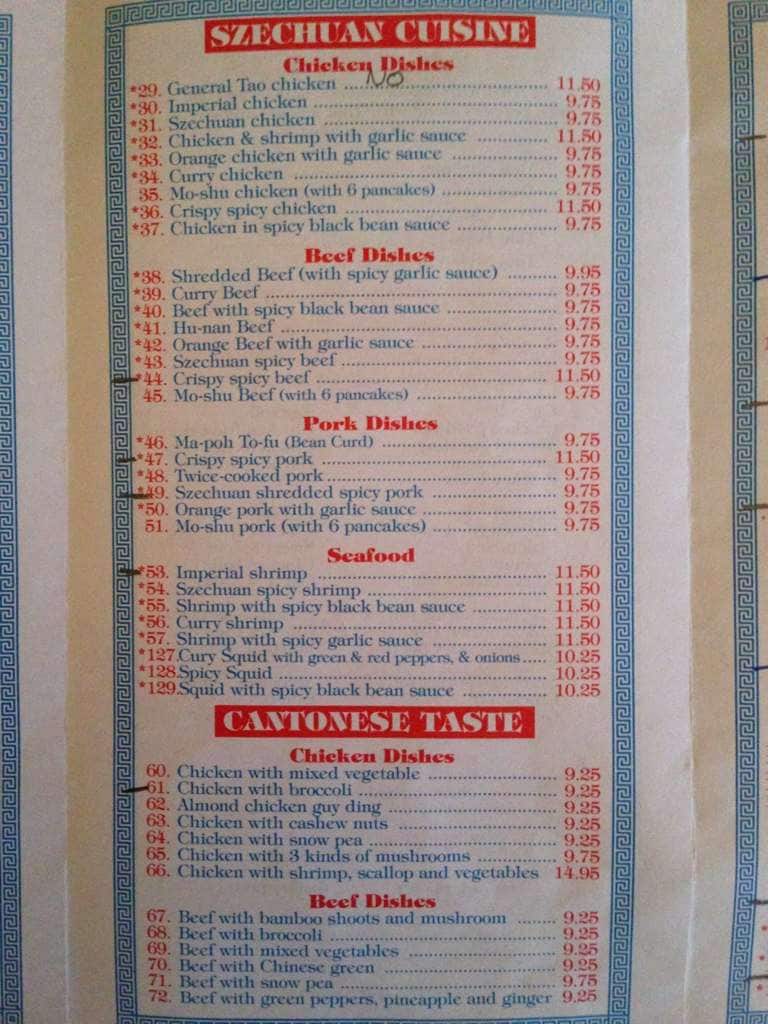 SZECHUAN CUISINE
Chicken Dishes
NO
*29. General Tao chicken ........ 11.50
*30. Imperial chicken ........ 9.75
*31. Szechuan chicken ........ 9.75
*32. Chicken & shrimp with garlic sauce ........ 11.50
*33. Orange chicken with garlic sauce ........ 9.75
*34. Curry chicken ........ 9.75
35. Mo-shu chicken (with 6 pancakes) ........ 9.75
*36. Crispy spicy chicken ........ 11.50
*37. Chicken in spicy black bean sauce ........ 9.75
Beef Dishes
*38. Shredded Beef (with spicy garlic sauce) ........ 9.95
*39. Curry Beef ........ 9.75
*40. Beef with spicy black bean sauce ........ 9.75
*41. Hu-nan Beef ........ 9.75
*42. Orange Beef with garlic sauce ........ 9.75
*43. Szechuan spicy beef ........ 9.75
*44. Crispy spicy beef ........ 11.50
45. Mo-shu Beef (with 6 pancakes) ........ 9.75
Pork Dishes
*46. Ma-poh To-fu (Bean Curd) ........ 9.75
*47. Crispy spicy pork ........ 11.50
*48. Twice-cooked pork ........ 9.75
*49. Szechuan shredded spicy pork ........ 9.75
*50. Orange pork with garlic sauce ........ 9.75
51. Mo-shu pork (with 6 pancakes) ........ 9.75
Seafood
*53. Imperial shrimp ........ 11.50
*54. Szechuan spicy shrimp ........ 11.50
*55. Shrimp with spicy black bean sauce ........ 11.50
*56. Curry shrimp ........ 11.50
*57. Shrimp with spicy garlic sauce ........ 11.50
*127. Cury Squid with green & red peppers, & onions ..... 10.25
*128. Spicy Squid ........ 10.25
*129. Squid with spicy black bean sauce ........ 10.25
CANTONESE TASTE
Chicken Dishes
60. Chicken with mixed vegetable ........ 9.25
61. Chicken with broccoli ........ 9.25
62. Almond chicken guy ding ........ 9.25
63. Chicken with cashew nuts ........ 9.25
64. Chicken with snow pea ........ 9.25
65. Chicken with 3 kinds of mushrooms ........ 9.75
66. Chicken with shrimp, scallop and vegetables 14.95
Beef Dishes
67. Beef with bamboo shoots and mushroom ........ 9.25
68. Beef with broccoli ........ 9.25
69. Beef with mixed vegetables ........ 9.25
70. Beef with Chinese green ........ 9.25
71. Beef with snow pea ........ 9.75
72. Beef with green peppers, pineapple and ginger 9.25